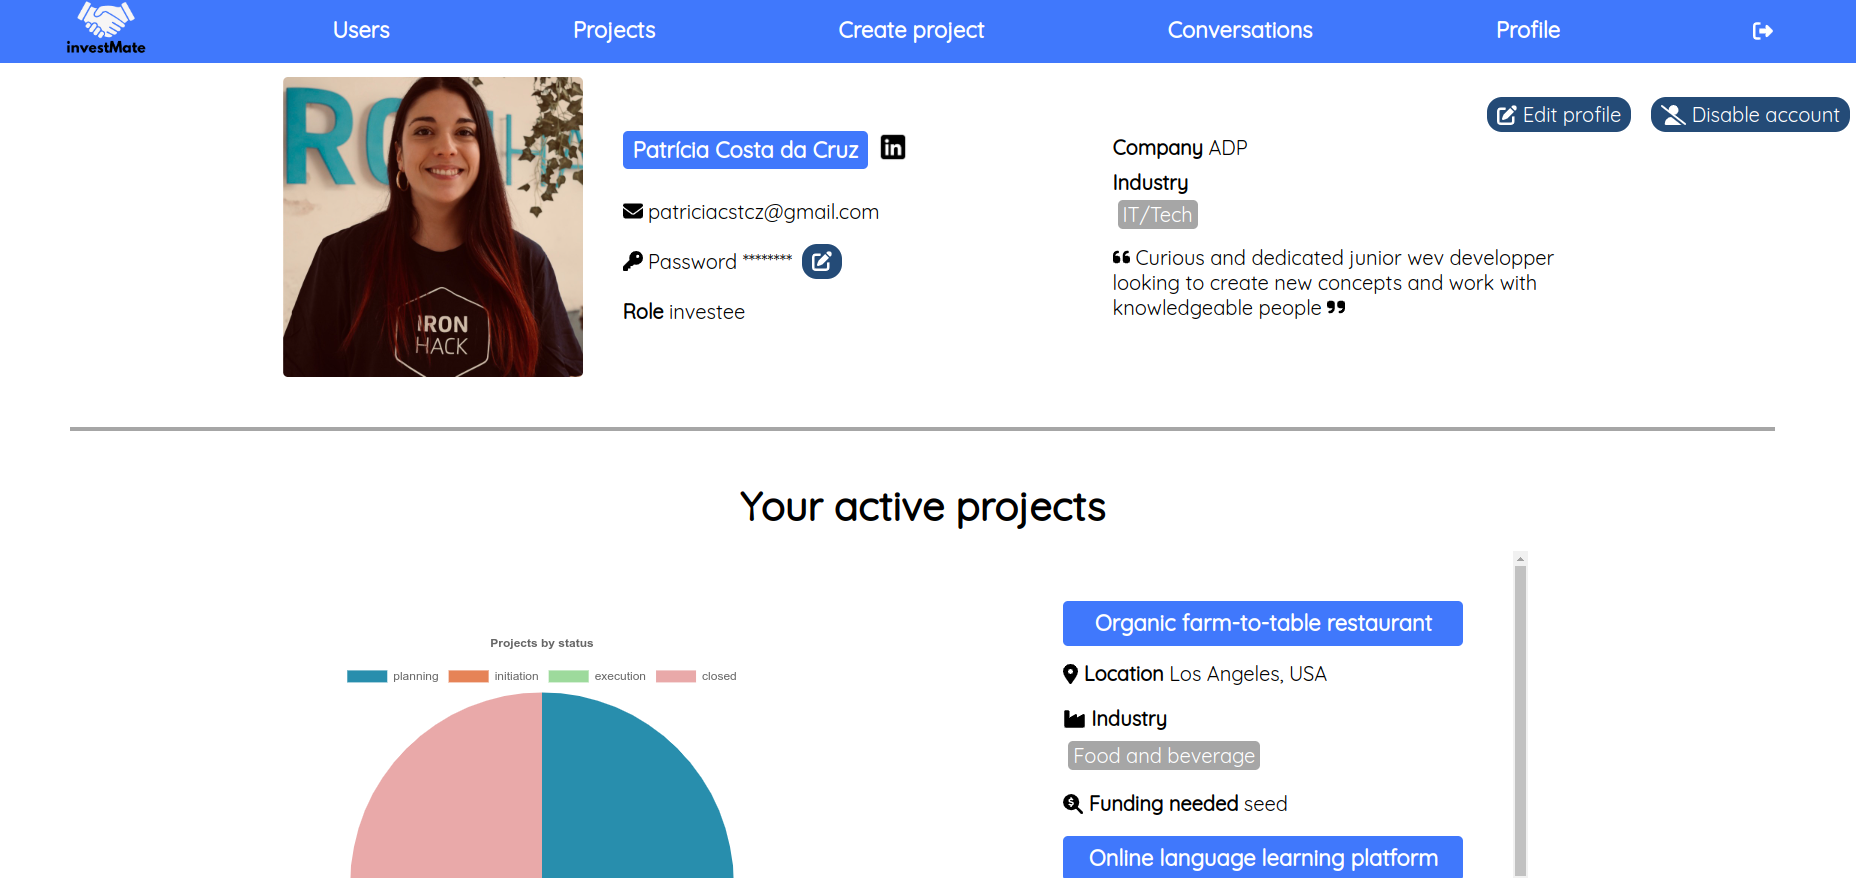 investMate
Users
Projects
Create project
Conversations
Profile
Edit profile
Disable account
IRON
HACK
Patrícia Costa da Cruz
in
patriciacstcz@gmail.com
Password ********
Role investee
Company ADP
Industry
IT/Tech
❝ Curious and dedicated junior wev developper
looking to create new concepts and work with
knowledgeable people ❞
Your active projects
Projects by status
planning
initiation
execution
closed
Organic farm-to-table restaurant
Location Los Angeles, USA
Industry
Food and beverage
Funding needed seed
Online language learning platform